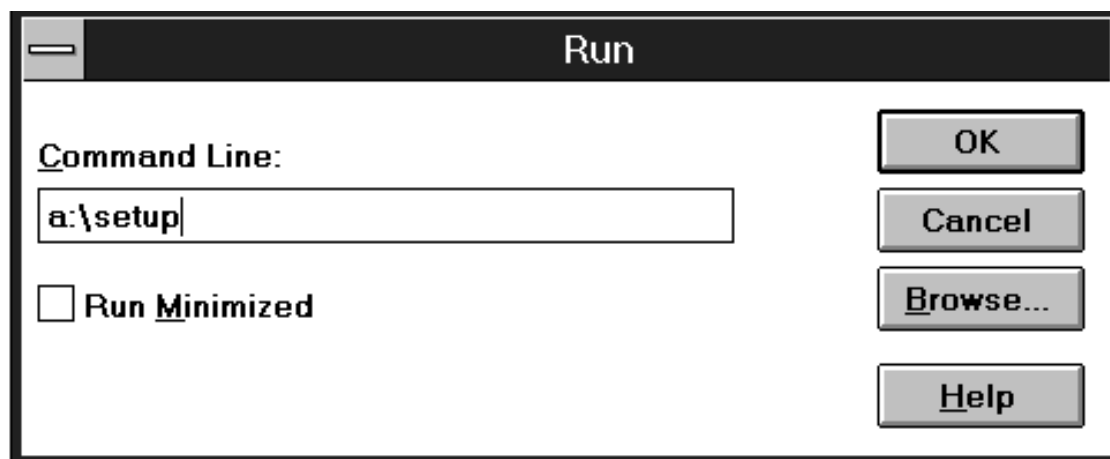 Run
Command Line:
a:\setup
Run Minimized
OK
Cancel
Browse...
Help